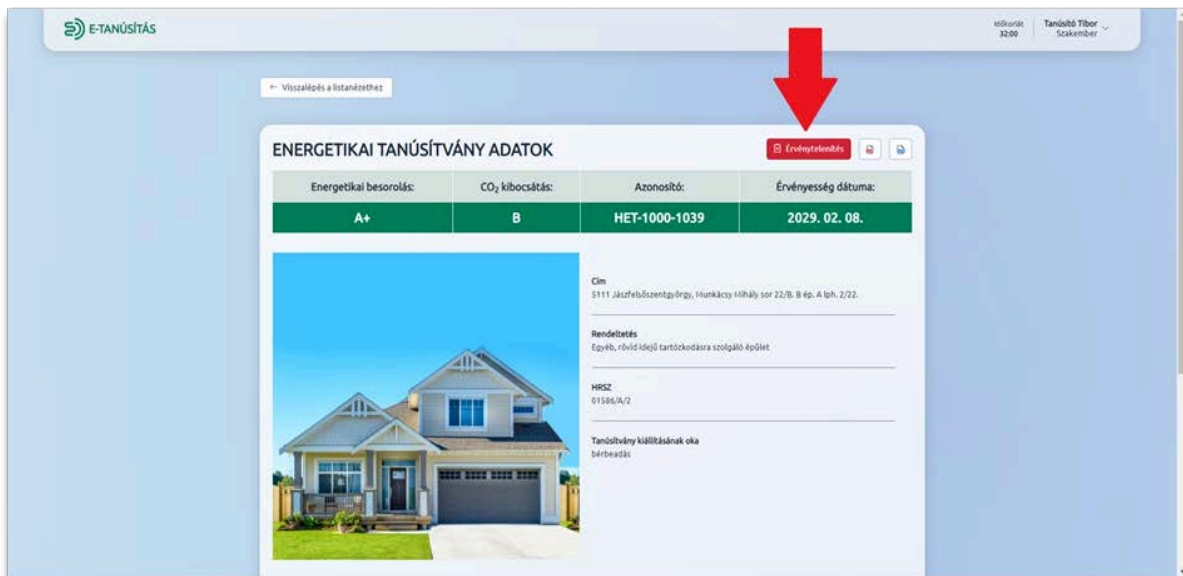 E-TANÚSÍTÁS
Időkorlát
32:00
Tanúsító Tibor
Szakember
← Visszalépés a listanézethez
ENERGETIKAI TANÚSÍTVÁNY ADATOK
Érvénytelenítés
Energetikai besorolás:
CO₂ kibocsátás:
Azonosító:
Érvényesség dátuma:
A+
B
HET-1000-1039
2029. 02. 08.
Cím
5111 Jászfelsőszentgyörgy, Munkácsy Mihály sor 22/B. B ép. A lph. 2/22.
Rendeltetés
Egyéb, rövid idejű tartózkodásra szolgáló épület
HRSZ
01586/A/2
Tanúsítvány kiállításának oka
bérbeadás